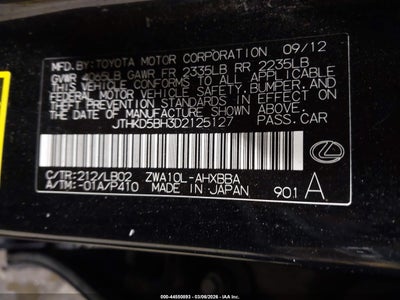 MFD.BY:TOYOTA MOTOR CORPORATION 09/12
GVWR 4065LB GAWR FR 2335LB RR 2235LB
THIS VEHICLE CONFORMS TO ALL APPLICABLE
FEDERAL MOTOR VEHICLE SAFETY, BUMPER, AND
THEFT PREVENTION STANDARDS IN EFFECT ON
THE DATE OF MANUFACTURE SHOWN ABOVE.
JTHKD5BH3D2125127 PASS.CAR
C/TR:212/LB02 ZWA10L-AHXBBA
A/TM:-01A/P410 MADE IN JAPAN 901 A
000-44550093 - 03/06/2026 - IAA Inc.